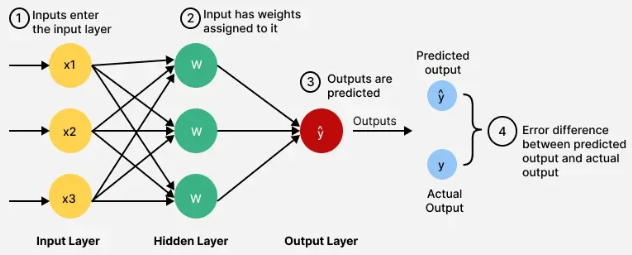 1 Inputs enter
the input layer
2 Input has weights
assigned to it
x1
x2
x3
W
W
W
3 Outputs are
predicted
ŷ
Outputs
Predicted
output
ŷ
y
Actual
Output
4 Error difference
between predicted
output and actual
output
Input Layer
Hidden Layer
Output Layer